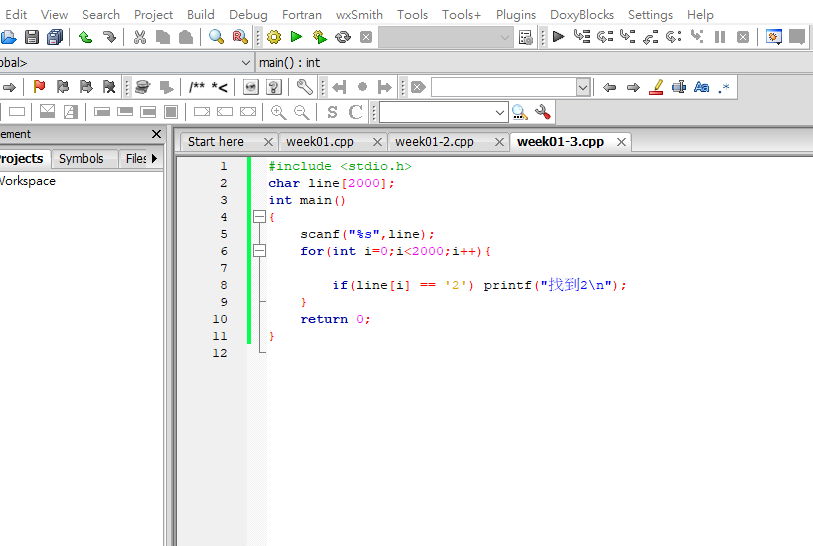 Edit View Search Project Build Debug Fortran wxSmith Tools Tools+ Plugins DoxyBlocks Settings Help
obal> main() : int
/** *<
Aa .*
S C
ement
rojects Symbols Files
Workspace
Start here week01.cpp week01-2.cpp week01-3.cpp
1 #include <stdio.h>
2 char line[2000];
3 int main()
4 {
5 scanf("%s",line);
6 for(int i=0;i<2000;i++){
7
8 if(line[i] == '2') printf("找到2\n");
9 }
10 return 0;
11 }
12